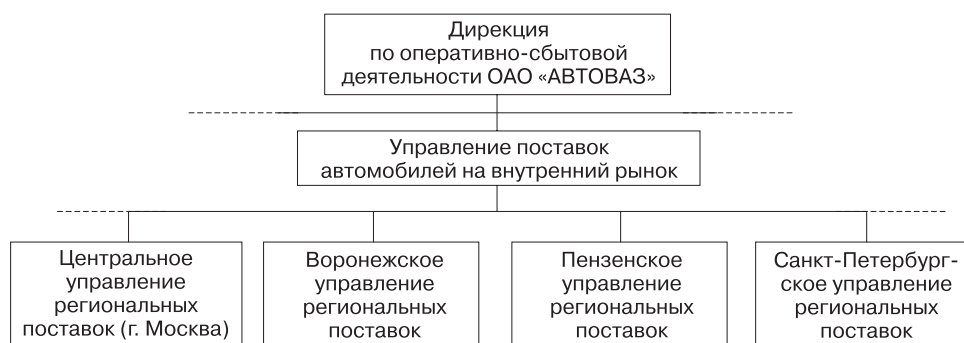 Дирекция
по оперативно-сбытовой
деятельности ОАО «АВТОВАЗ»
Управление поставок
автомобилей на внутренний рынок
Центральное
управление
региональных
поставок (г. Москва)
Воронежское
управление
региональных
поставок
Пензенское
управление
региональных
поставок
Санкт-Петербург-
ское управление
региональных
поставок